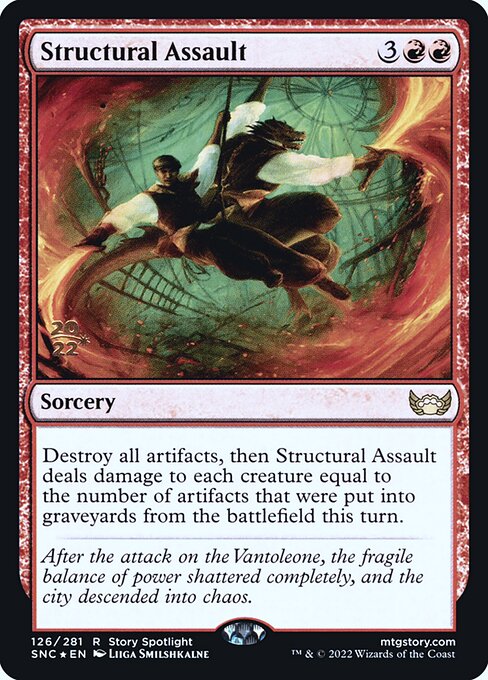 Structural Assault 3
20
22
Sorcery
Destroy all artifacts, then Structural Assault
deals damage to each creature equal to
the number of artifacts that were put into
graveyards from the battlefield this turn.
After the attack on the Vantoleone, the fragile
balance of power shattered completely, and the
city descended into chaos.
126/281 R Story Spotlight
mtgstory.com
SNC ★ EN Liiga Smilshkalne
™ & © 2022 Wizards of the Coast